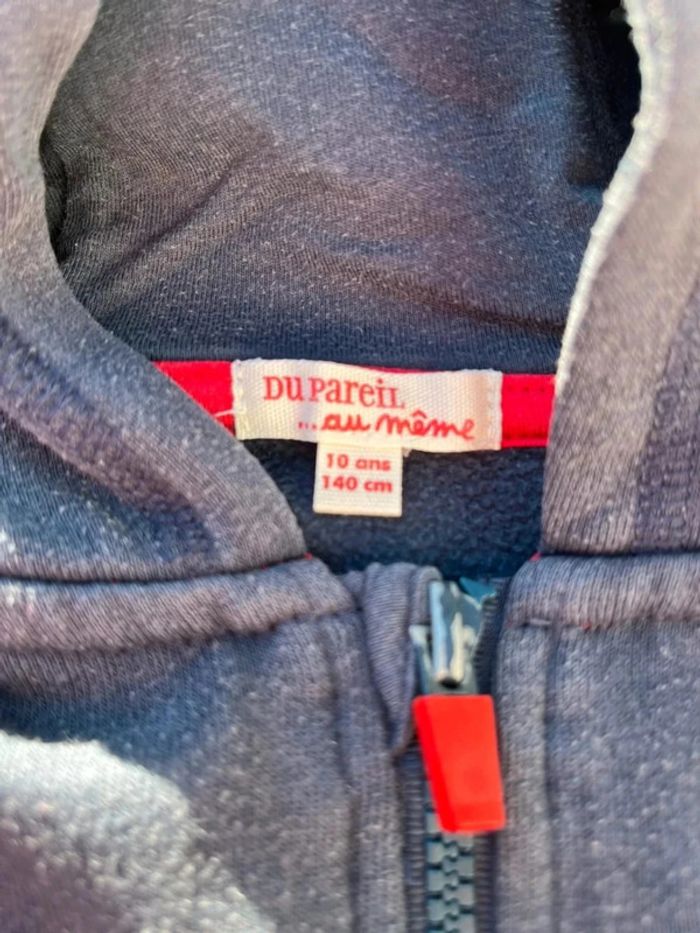 DU PAREIL
...au même
10 ans
140 cm